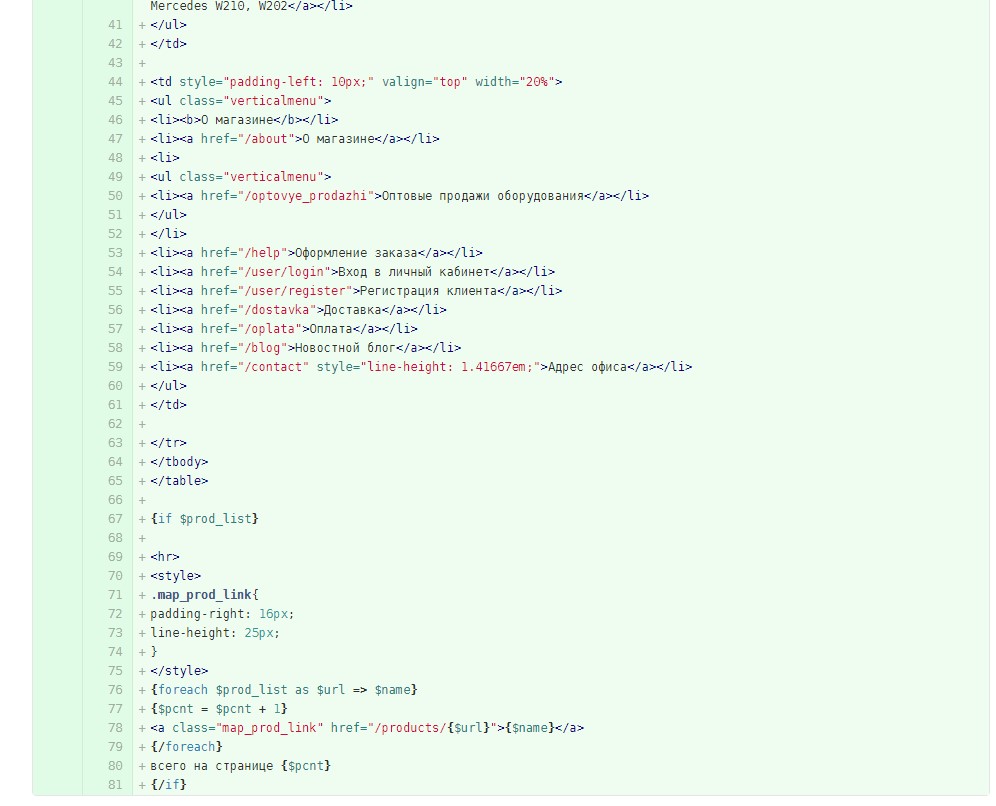 Mercedes W210, W202</a></li>
41 + </ul>
42 + </td>
43 +
44 + <td style="padding-left: 10px;" valign="top" width="20%">
45 + <ul class="verticalmenu">
46 + <li><b>О магазине</b></li>
47 + <li><a href="/about">О магазине</a></li>
48 + <li>
49 + <ul class="verticalmenu">
50 + <li><a href="/optovye_prodazhi">Оптовые продажи оборудования</a></li>
51 + </ul>
52 + </li>
53 + <li><a href="/help">Оформление заказа</a></li>
54 + <li><a href="/user/login">Вход в личный кабинет</a></li>
55 + <li><a href="/user/register">Регистрация клиента</a></li>
56 + <li><a href="/dostavka">Доставка</a></li>
57 + <li><a href="/oplata">Оплата</a></li>
58 + <li><a href="/blog">Новостной блог</a></li>
59 + <li><a href="/contact" style="line-height: 1.41667em;">Адрес офиса</a></li>
60 + </ul>
61 + </td>
62 +
63 + </tr>
64 + </tbody>
65 + </table>
66 +
67 + {if $prod_list}
68 +
69 + <hr>
70 + <style>
71 + .map_prod_link{
72 + padding-right: 16px;
73 + line-height: 25px;
74 + }
75 + </style>
76 + {foreach $prod_list as $url => $name}
77 + {$pcnt = $pcnt + 1}
78 + <a class="map_prod_link" href="/products/{$url}">{$name}</a>
79 + {/foreach}
80 + всего на странице {$pcnt}
81 + {/if}